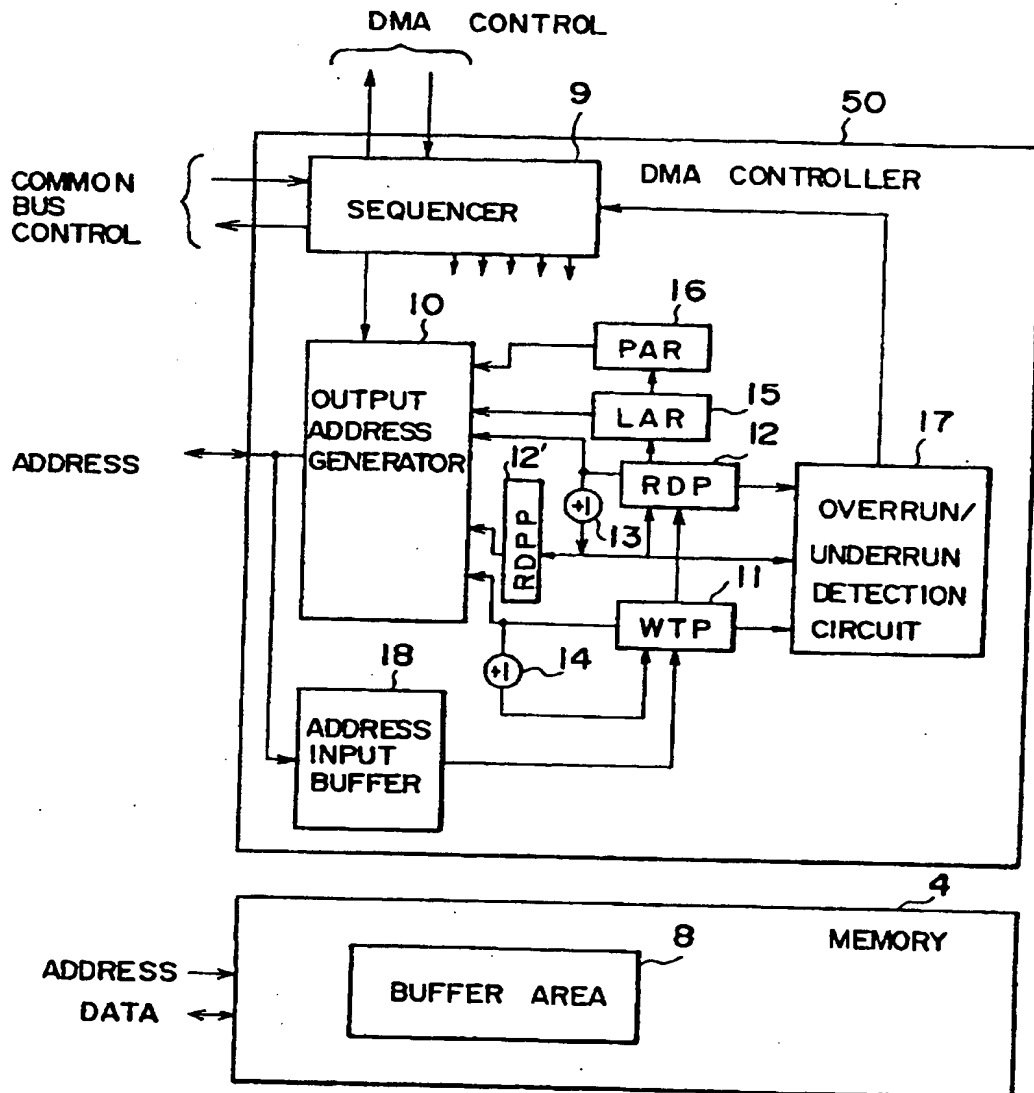 DMA CONTROL
9
50
COMMON
BUS
CONTROL
SEQUENCER
DMA CONTROLLER
10
16
PAR
OUTPUT
ADDRESS
GENERATOR
LAR
15
12
17
ADDRESS
12'
RDP
+1
13
RDPP
OVERRUN/
UNDERRUN
DETECTION
CIRCUIT
11
WTP
18
+1
14
ADDRESS
INPUT
BUFFER
4
MEMORY
8
ADDRESS
DATA
BUFFER AREA